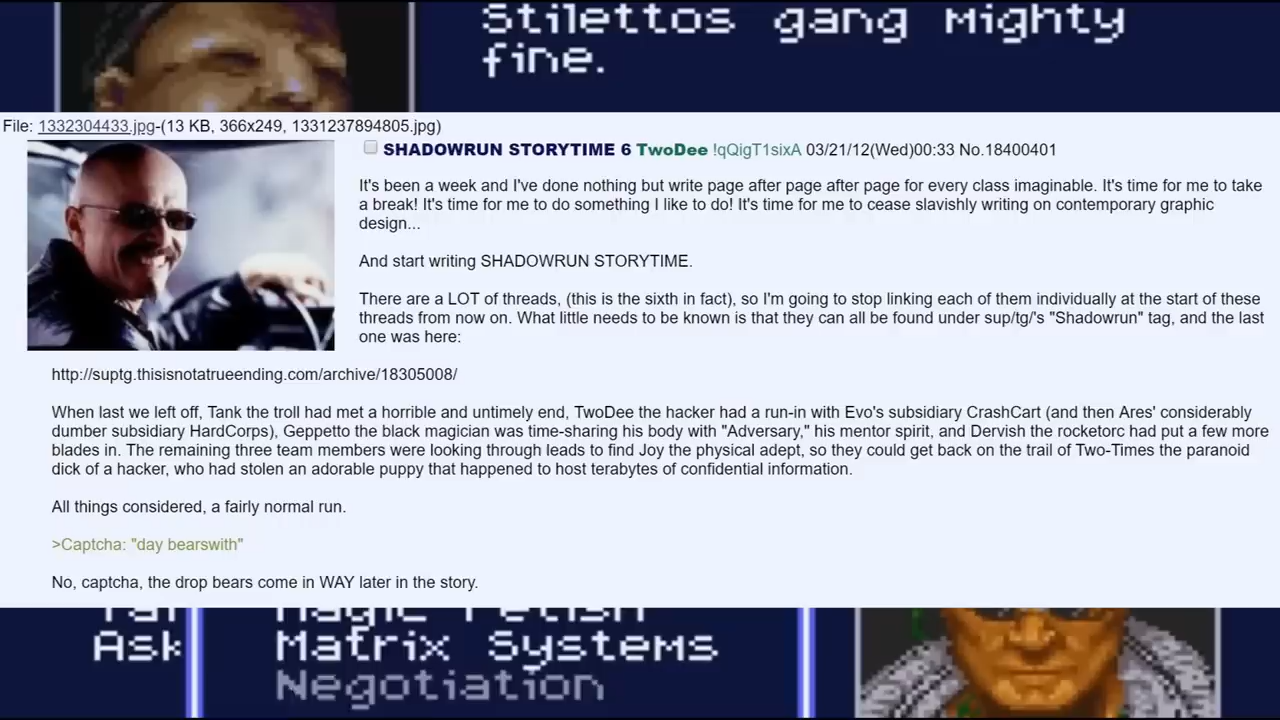 Stilettos gang mighty
fine.
File: 1332304433.jpg-(13 KB, 366x249, 1331237894805.jpg)
SHADOWRUN STORYTIME 6 TwoDee !qQigT1sixA 03/21/12(Wed)00:33 No.18400401
It's been a week and I've done nothing but write page after page after page for every class imaginable. It's time for me to take
a break! It's time for me to do something I like to do! It's time for me to cease slavishly writing on contemporary graphic
design...
And start writing SHADOWRUN STORYTIME.
There are a LOT of threads, (this is the sixth in fact), so I'm going to stop linking each of them individually at the start of these
threads from now on. What little needs to be known is that they can all be found under sup/tg/'s "Shadowrun" tag, and the last
one was here:
http://suptg.thisisnotatrueending.com/archive/18305008/
When last we left off, Tank the troll had met a horrible and untimely end, TwoDee the hacker had a run-in with Evo's subsidiary CrashCart (and then Ares' considerably
dumber subsidiary HardCorps), Geppetto the black magician was time-sharing his body with "Adversary," his mentor spirit, and Dervish the rocketorc had put a few more
blades in. The remaining three team members were looking through leads to find Joy the physical adept, so they could get back on the trail of Two-Times the paranoid
dick of a hacker, who had stolen an adorable puppy that happened to host terabytes of confidential information.
All things considered, a fairly normal run.
>Captcha: "day bearswith"
No, captcha, the drop bears come in WAY later in the story.
Magic Fetish
Ask
Matrix Systems
Negotiation